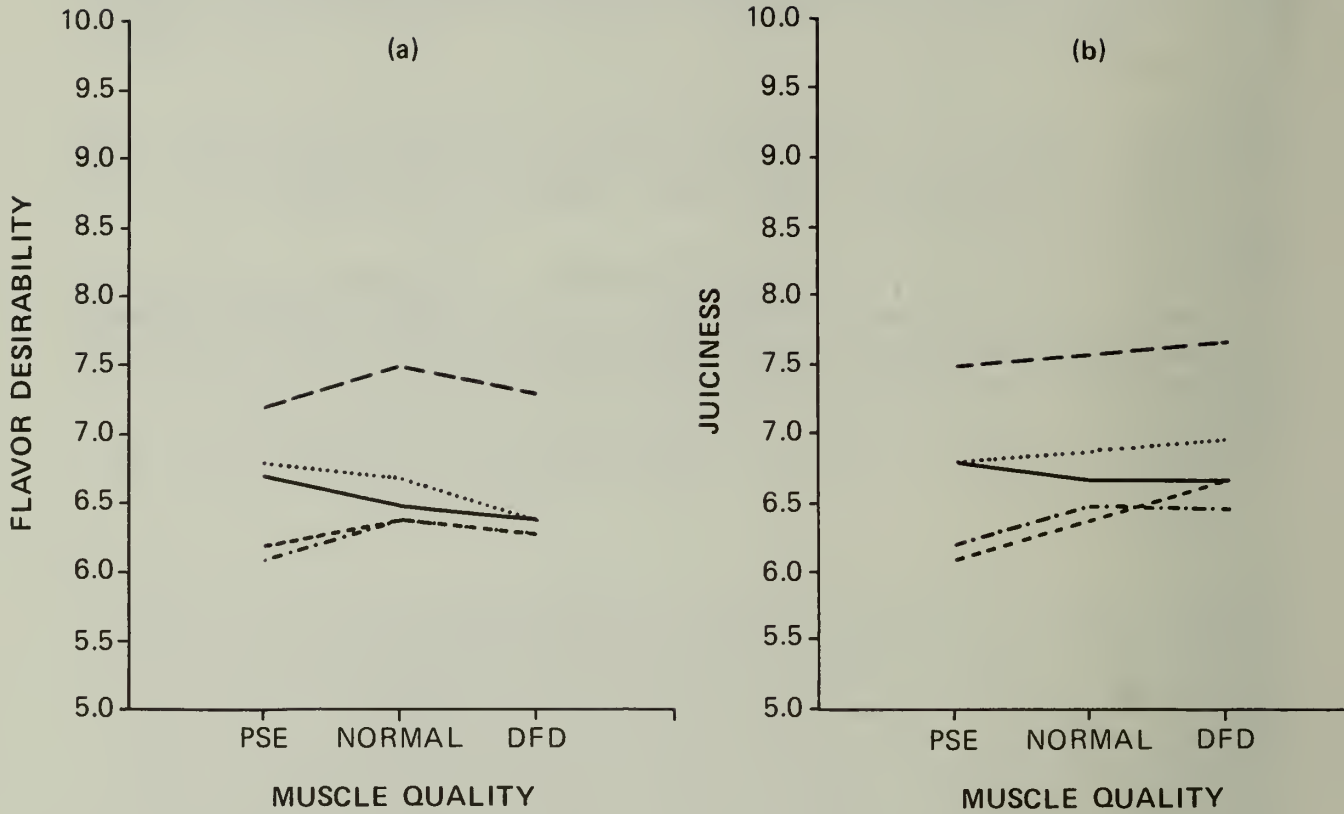 (a)
FLAVOR DESIRABILITY
10.0
9.5
9.0
8.5
8.0
7.5
7.0
6.5
6.0
5.5
5.0
PSE NORMAL DFD
MUSCLE QUALITY
(b)
JUICINESS
10.0
9.5
9.0
8.5
8.0
7.5
7.0
6.5
6.0
5.5
5.0
PSE NORMAL DFD
MUSCLE QUALITY